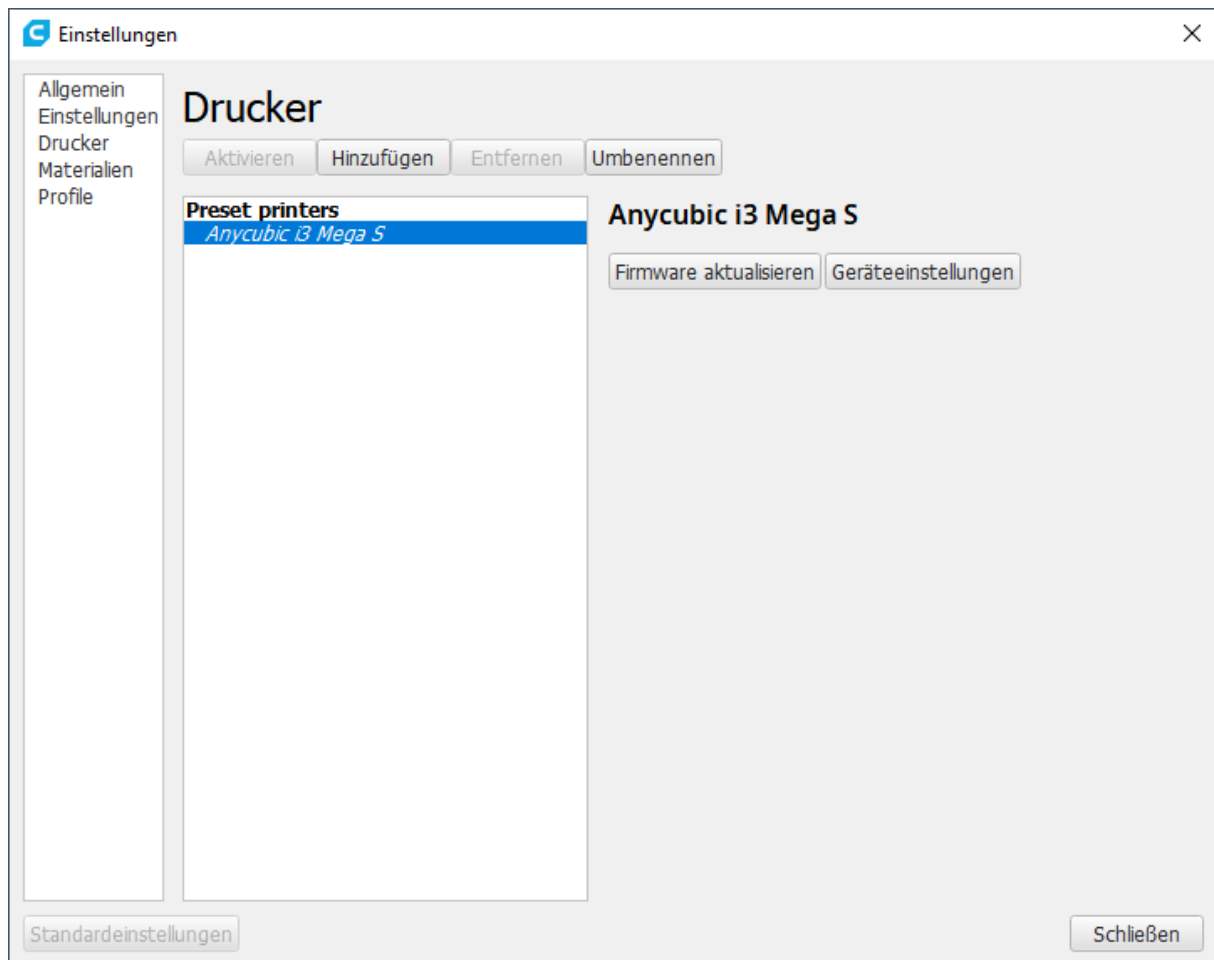 Einstellungen
Allgemein
Einstellungen
Drucker
Materialien
Profile
Drucker
Aktivieren Hinzufügen Entfernen Umbenennen
Preset printers
Anycubic i3 Mega S
Anycubic i3 Mega S
Firmware aktualisieren Geräteeinstellungen
Standardeinstellungen
Schließen